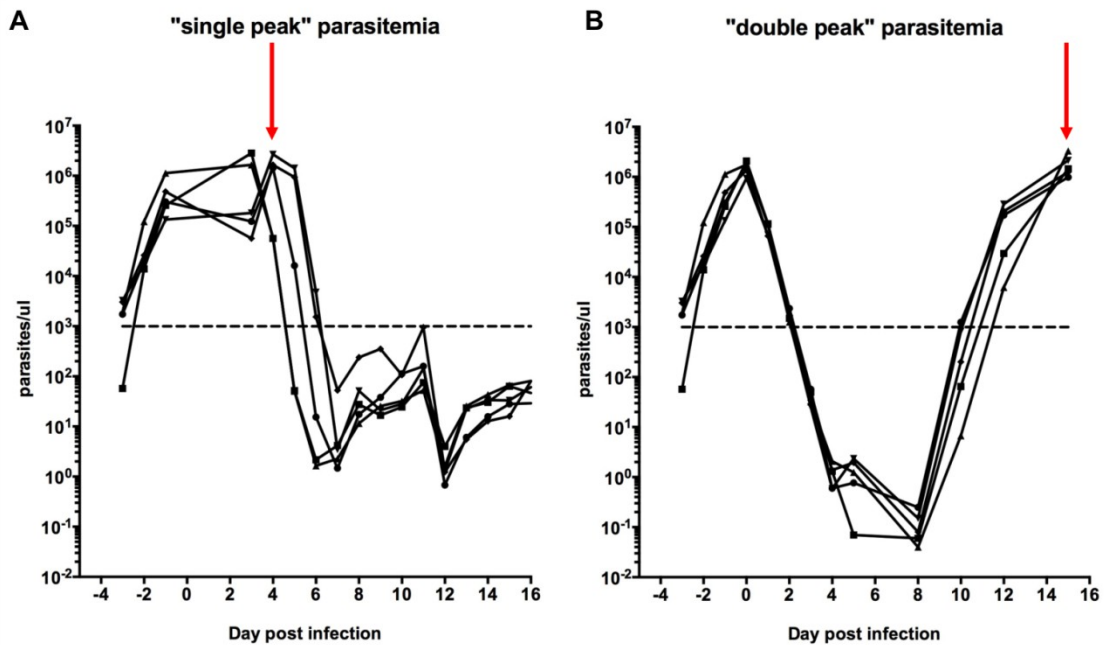 A
"single peak" parasitemia
10^7
10^6
10^5
10^4
10^3
10^2
10^1
10^0
10^-1
10^-2
parasites/ul
-4 -2 0 2 4 6 8 10 12 14 16
Day post infection
B
"double peak" parasitemia
10^7
10^6
10^5
10^4
10^3
10^2
10^1
10^0
10^-1
10^-2
parasites/ul
-4 -2 0 2 4 6 8 10 12 14 16
Day post infection